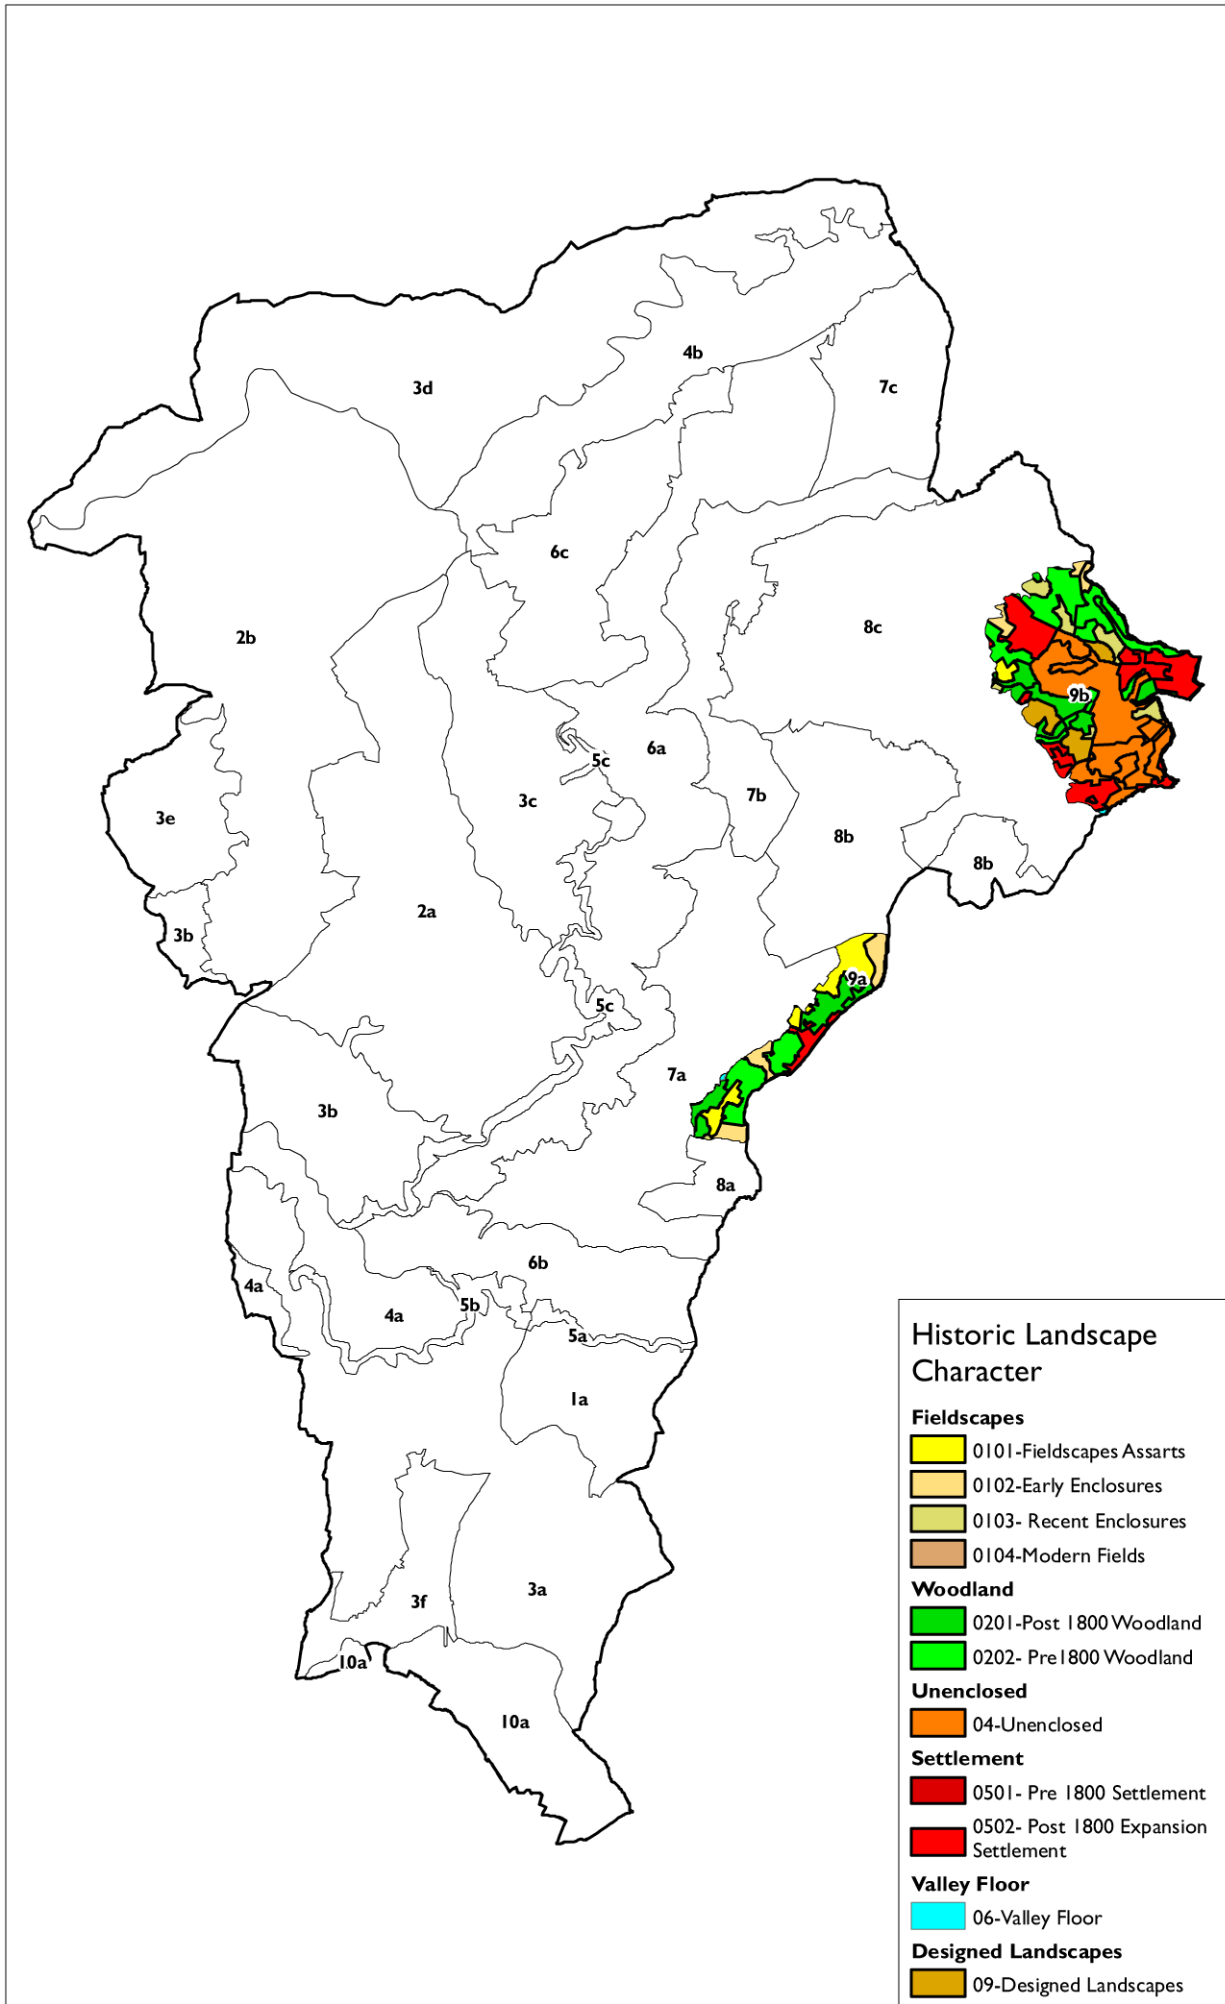 4b
3d
7c
6c
8c
2b
9b
6a
5c
7b
3c
3e
8b
8b
2a
3b
9a
5c
7a
3b
8a
6b
4a
5b
4a
5a
1a
3a
3f
10a
10a
Historic Landscape
Character
Fieldscapes
0101-Fieldscapes Assarts
0102-Early Enclosures
0103- Recent Enclosures
0104-Modern Fields
Woodland
0201-Post 1800 Woodland
0202- Pre1800 Woodland
Unenclosed
04-Unenclosed
Settlement
0501- Pre 1800 Settlement
0502- Post 1800 Expansion
Settlement
Valley Floor
06-Valley Floor
Designed Landscapes
09-Designed Landscapes